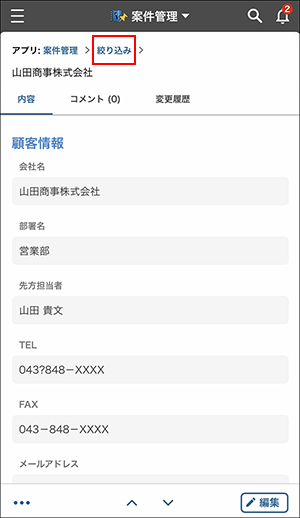 案件管理
2
アプリ: 案件管理 > 絞り込み >
山田商事株式会社
内容 コメント (0) 変更履歴
顧客情報
会社名
山田商事株式会社
部署名
営業部
先方担当者
山田 貴文
TEL
043?848−XXXX
FAX
043−848−XXXX
メールアドレス
編集